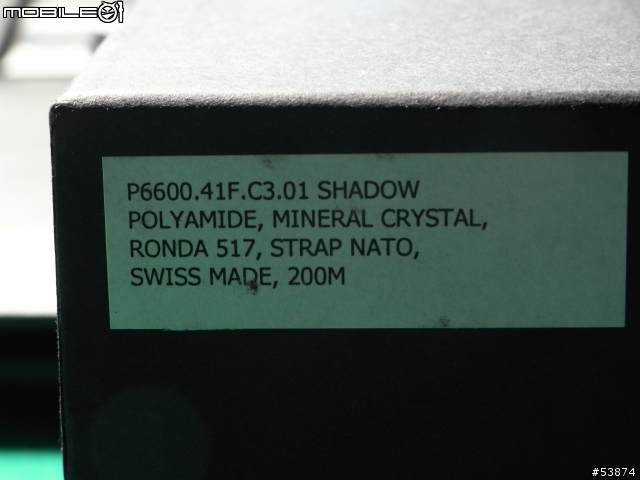 MOBILE01
P6600.41F.C3.01 SHADOW
POLYAMIDE, MINERAL CRYSTAL,
RONDA 517, STRAP NATO,
SWISS MADE, 200M
#53874